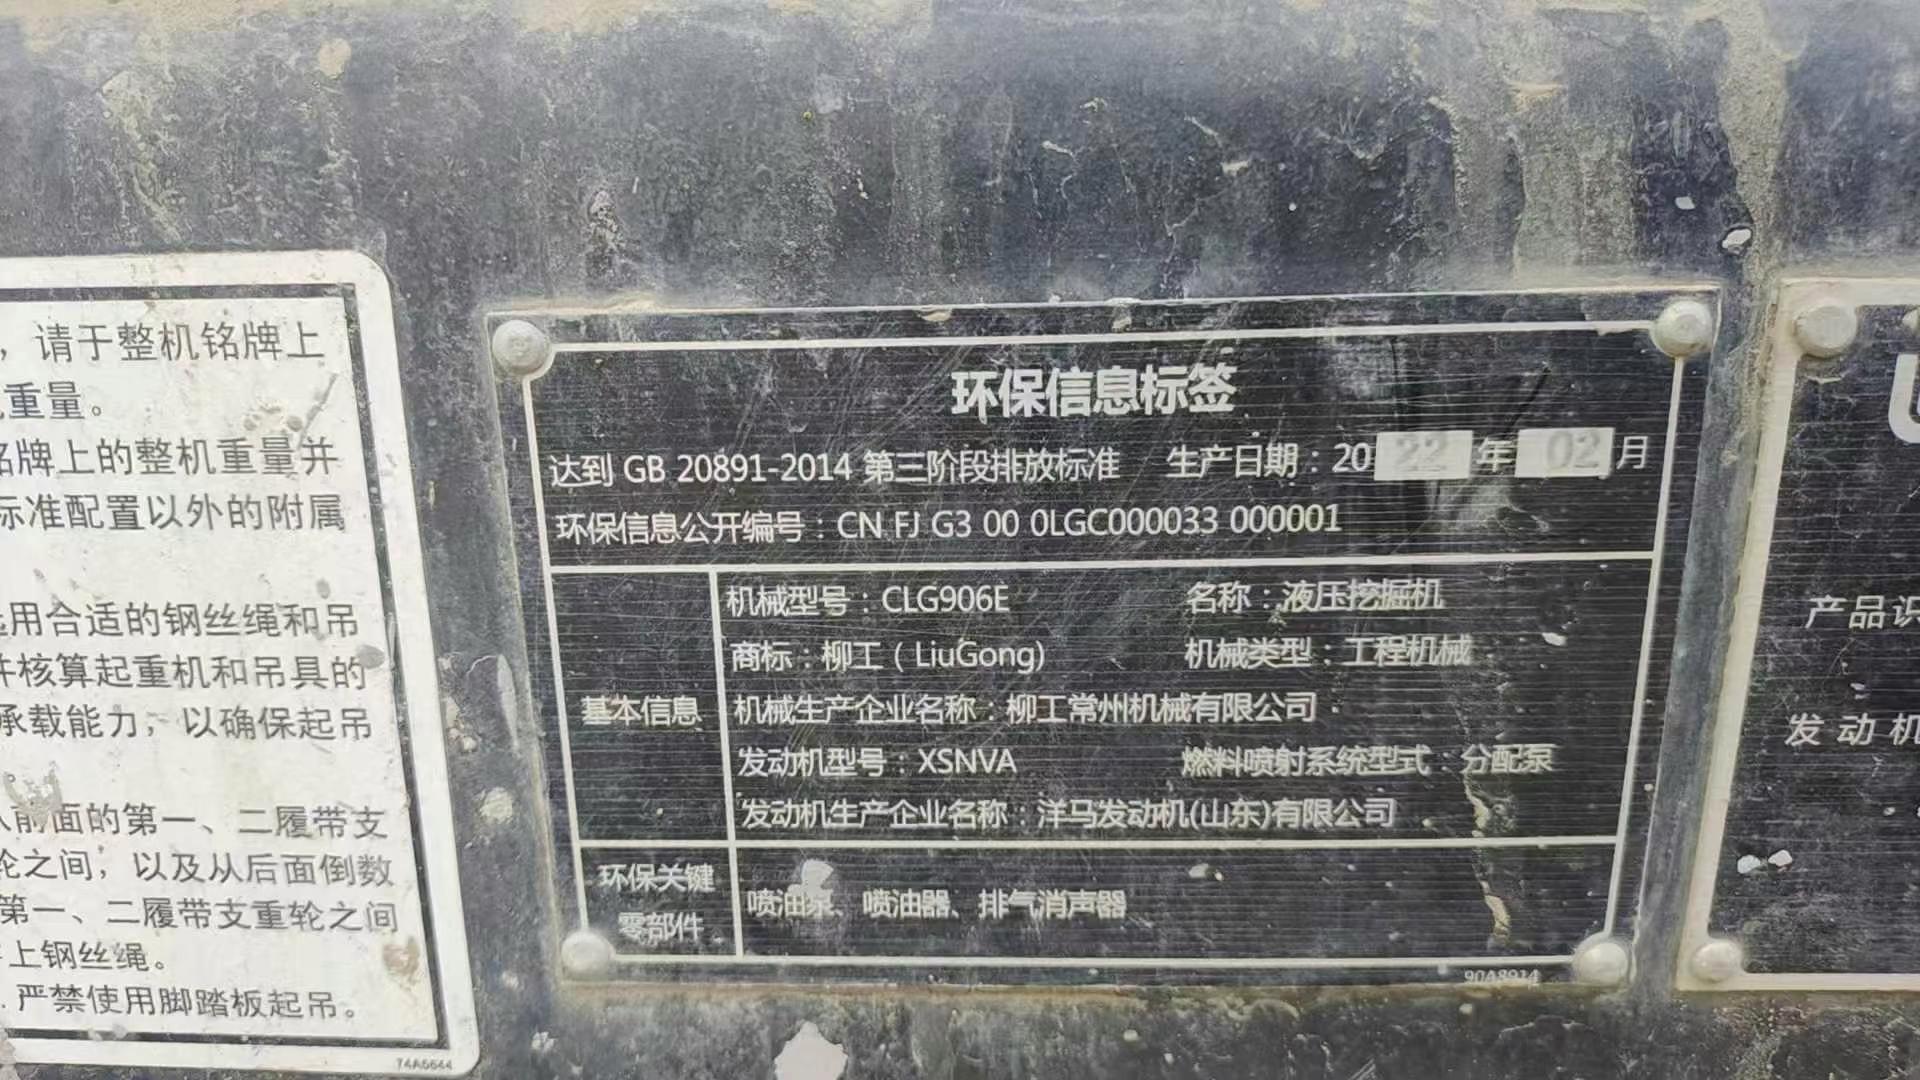 ，请于整机铭牌上
重量。
铭牌上的整机重量并
标准配置以外的附属
选用合适的钢丝绳和吊
并核算起重机和吊具的
承载能力，以确保起吊
从前面的第一、二履带支
轮之间，以及从后面倒数
第一、二履带支重轮之间
上钢丝绳。
严禁使用脚踏板起吊。
74A6644
环保信息标签
达到 GB 20891-2014 第三阶段排放标准 生产日期：2022年02月
环保信息公开编号：CN FJ G3 00 0LGC000033 000001
基本信息
机械型号：CLG906E 名称：液压挖掘机
商标：柳工（LiuGong) 机械类型：工程机械
机械生产企业名称：柳工常州机械有限公司
发动机型号：XSNVA 燃料喷射系统型式：分配泵
发动机生产企业名称：洋马发动机(山东)有限公司
环保关键
零部件
喷油泵、喷油器、排气消声器
90A8914
产品识
发动机